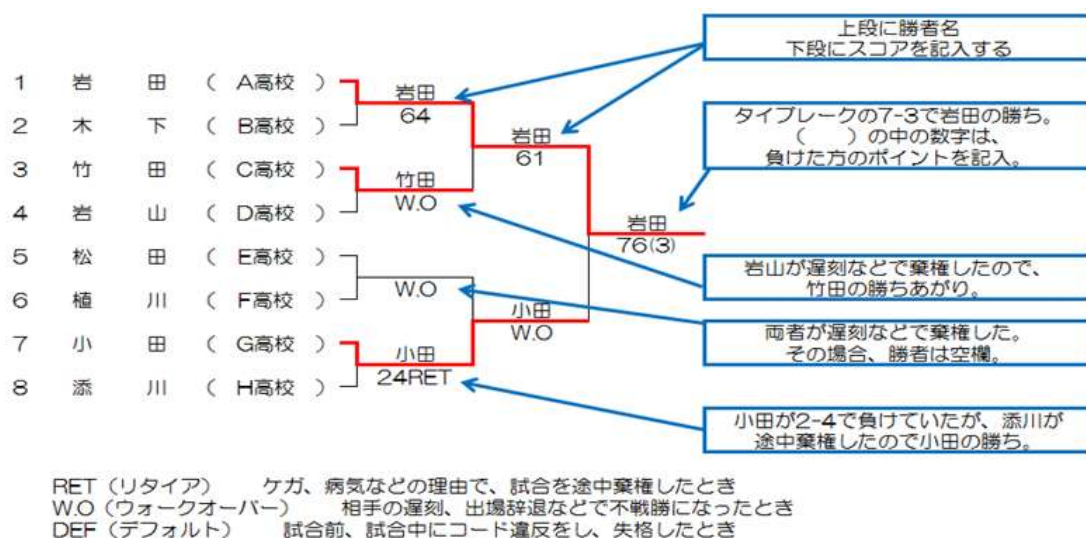 上段に勝者名
下段にスコアを記入する
1 岩 田 ( A高校 )
岩田
64
2 木 下 ( B高校 )
岩田
61
タイブレークの7-3で岩田の勝ち。
( )の中の数字は、
負けた方のポイントを記入。
3 竹 田 ( C高校 )
竹田
W.O
4 岩 山 ( D高校 )
岩田
76(3)
5 松 田 ( E高校 )
岩山が遅刻などで棄権したので、
竹田の勝ちあがり。
W.O
6 植 川 ( F高校 )
小田
W.O
両者が遅刻などで棄権した。
その場合、勝者は空欄。
7 小 田 ( G高校 )
小田
24RET
8 添 川 ( H高校 )
小田が2-4で負けていたが、添川が
途中棄権したので小田の勝ち。
RET(リタイア) ケガ、病気などの理由で、試合を途中棄権したとき
W.O(ウォークオーバー) 相手の遅刻、出場辞退などで不戦勝になったとき
DEF(デフォルト) 試合前、試合中にコード違反をし、失格したとき